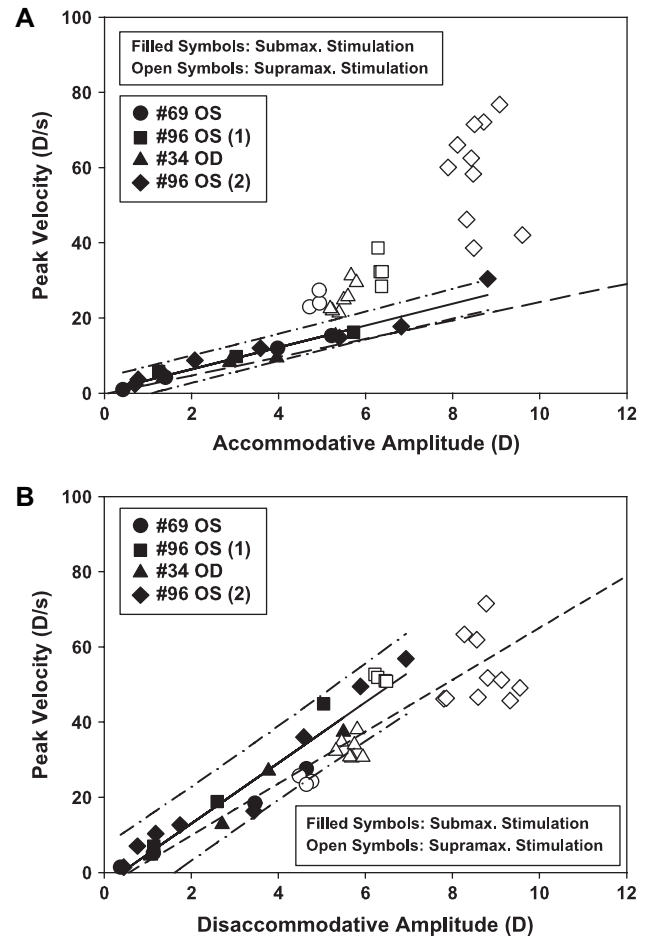 A
100
80
60
40
20
0
Peak Velocity (D/s)
Filled Symbols: Submax. Stimulation
Open Symbols: Supramax. Stimulation
#69 OS
#96 OS (1)
#34 OD
#96 OS (2)
0 2 4 6 8 10 12
Accommodative Amplitude (D)
B
100
80
60
40
20
0
Peak Velocity (D/s)
#69 OS
#96 OS (1)
#34 OD
#96 OS (2)
Filled Symbols: Submax. Stimulation
Open Symbols: Supramax. Stimulation
0 2 4 6 8 10 12
Disaccommodative Amplitude (D)